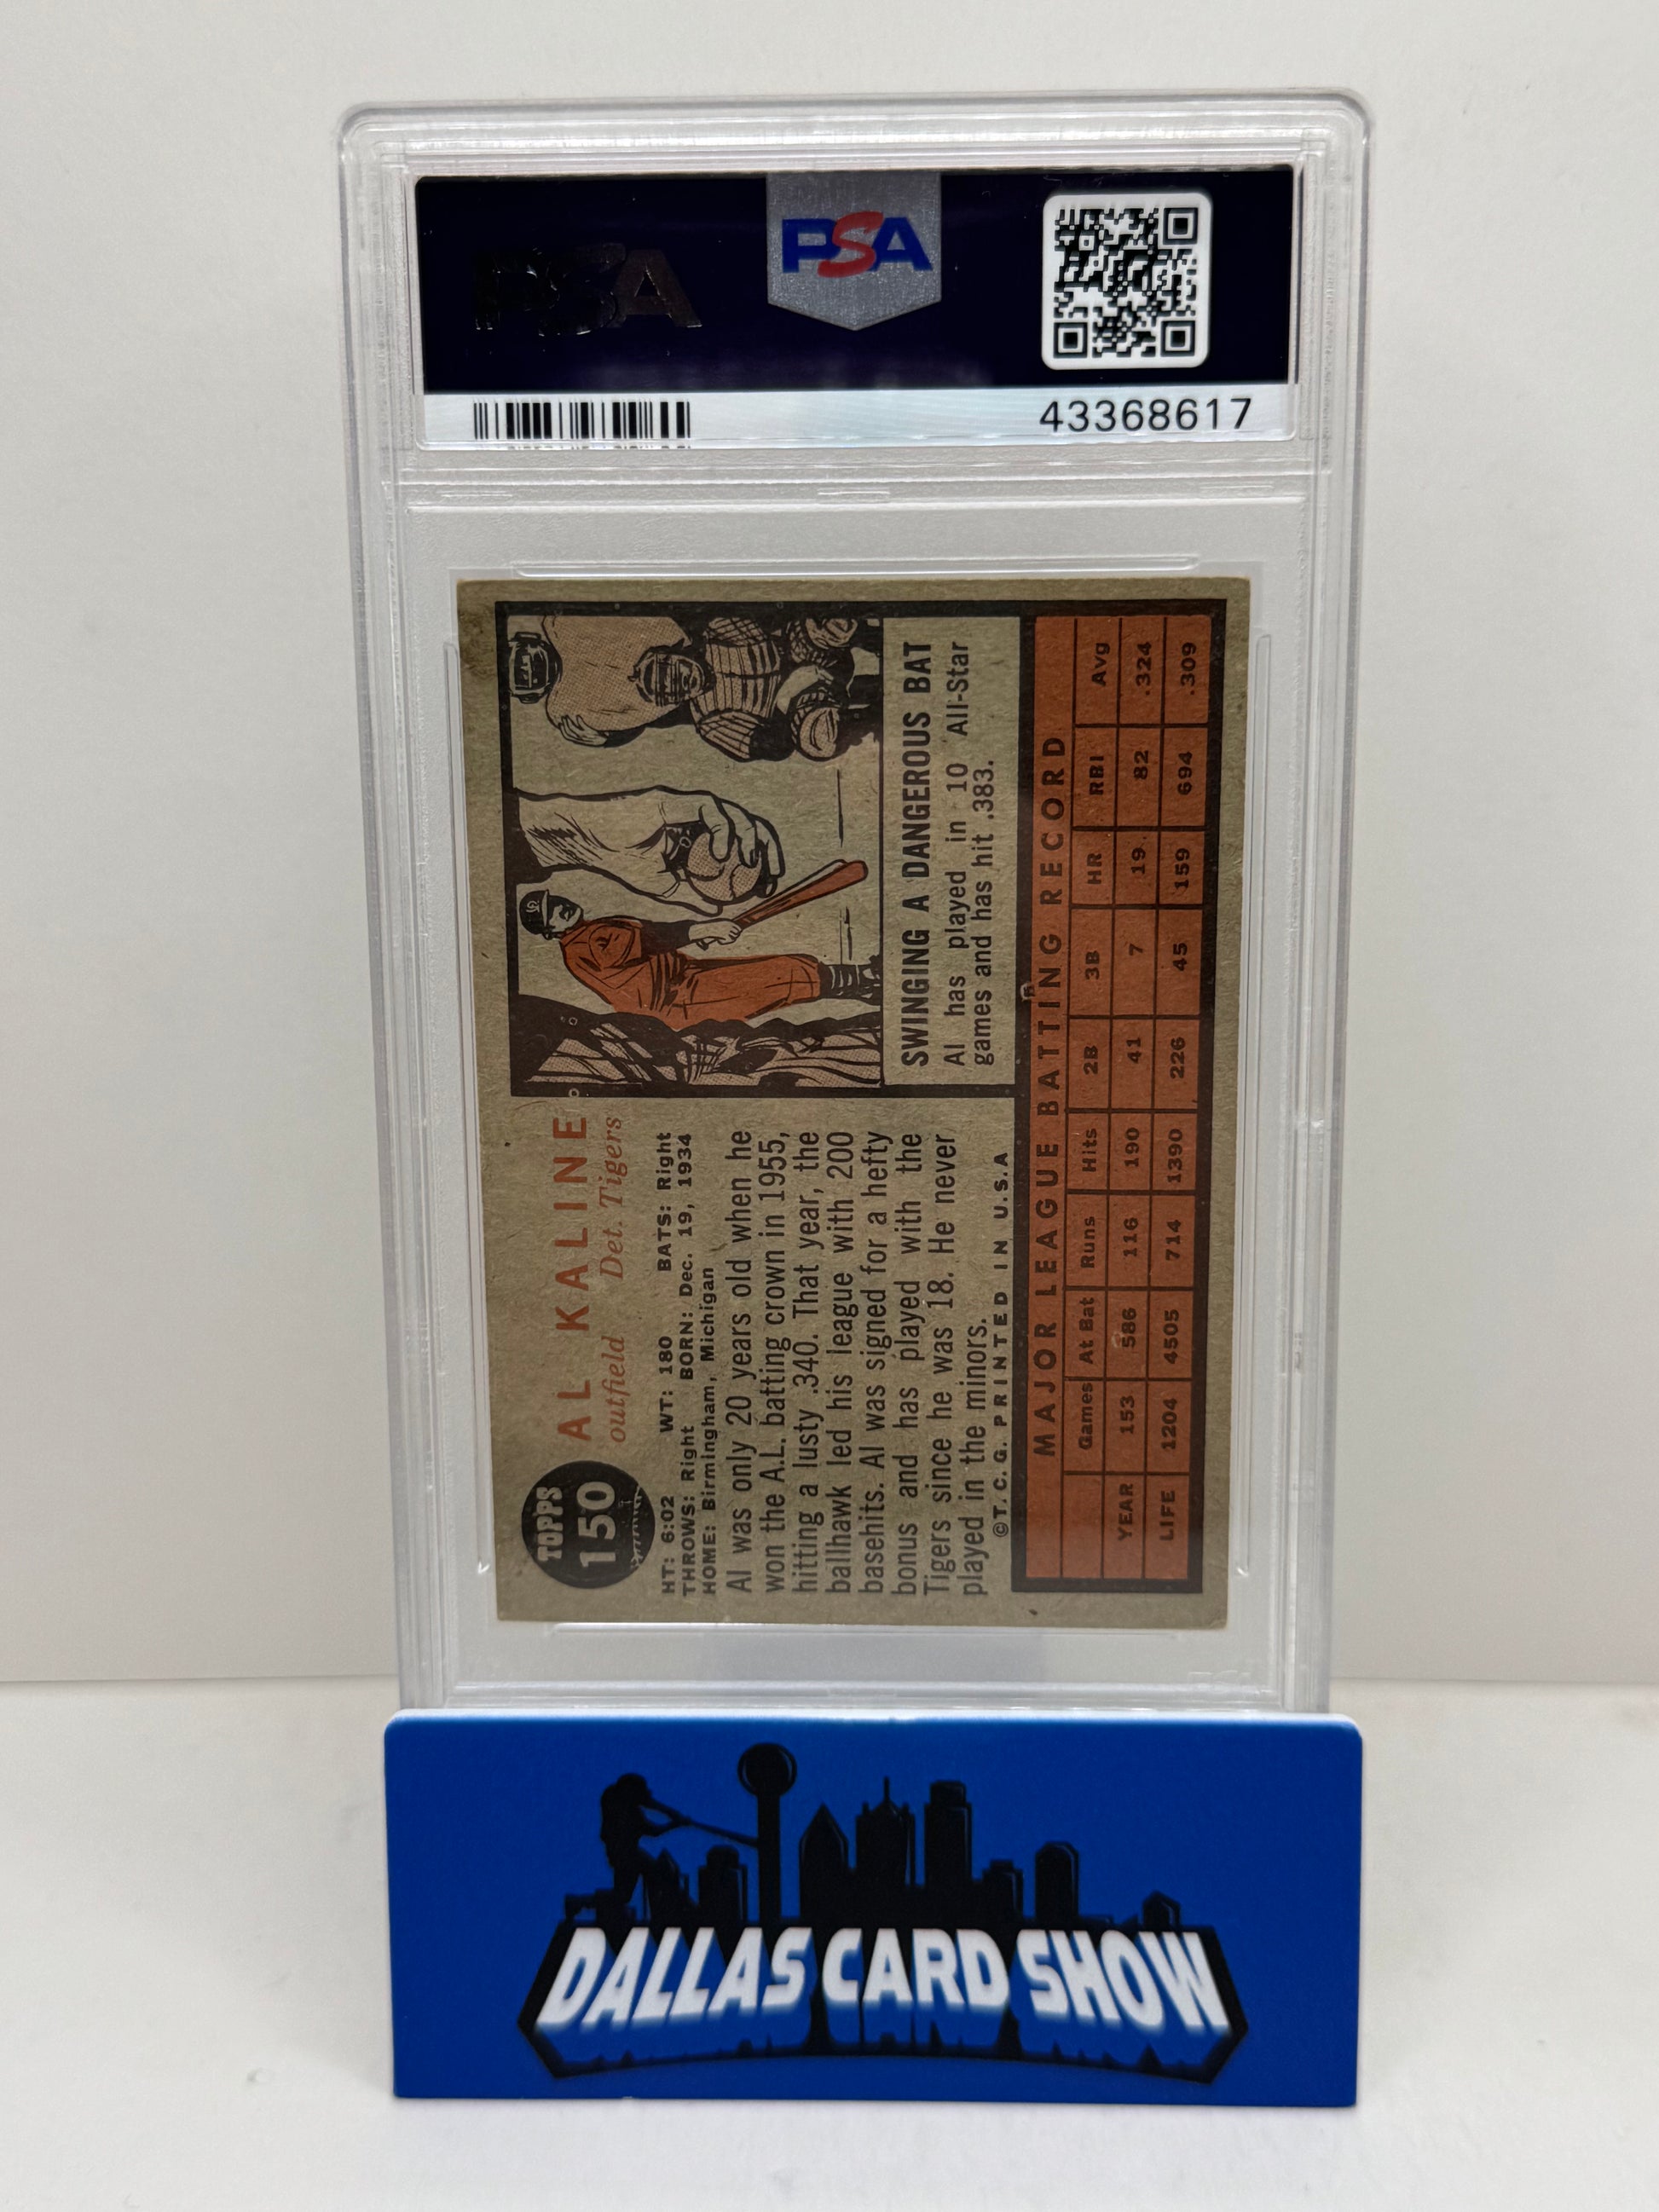 PSA
PSA
43368617
TOPPS
150
AL KALINE
outfield Det. Tigers
HT: 6:02 WT: 180 BATS: Right
THROWS: Right BORN: Dec. 19, 1934
HOME: Birmingham, Michigan
Al was only 20 years old when he
won the A.L. batting crown in 1955,
hitting a lusty .340. That year, the
ballhawk led his league with 200
basehits. Al was signed for a hefty
bonus and has played with the
Tigers since he was 18. He never
played in the minors.
©T.C.G. PRINTED IN U.S.A
SWINGING A DANGEROUS BAT
Al has played in 10 All-Star
games and has hit .383.
MAJOR LEAGUE BATTING RECORD
Games At Bat Runs Hits 2B 3B HR RBI Avg
YEAR 153 586 116 190 41 7 19 82 .324
LIFE 1204 4505 714 1390 226 45 159 694 .309
DALLAS CARD SHOW